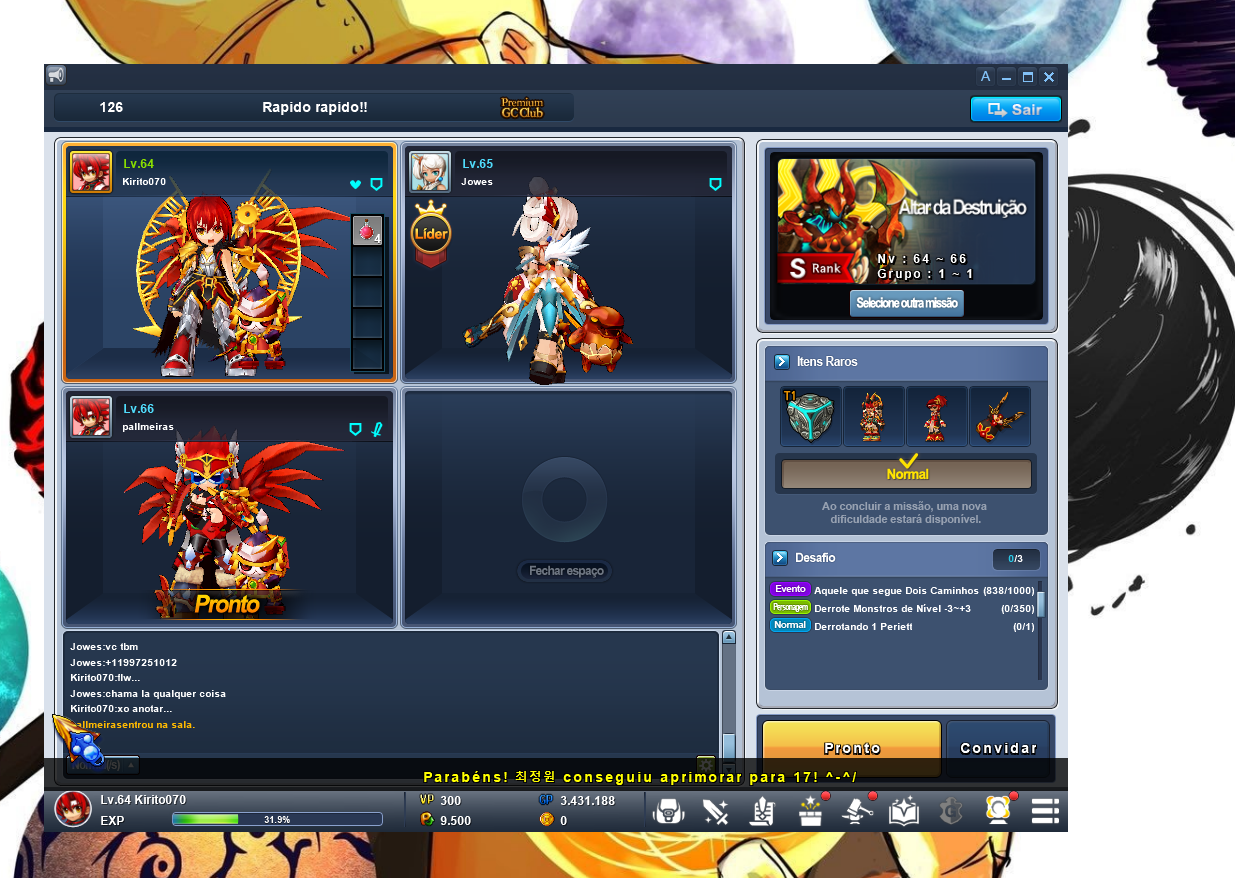 A
126
Rapido rapido!!
Premium
GC Club
Sair
Lv.64
Kirito070
4
Lv.65
Jowes
Líder
Altar da Destruição
S Rank
Nv : 64 ~ 66
Grupo : 1 ~ 1
Selecione outra missão
Itens Raros
T1
Normal
Ao concluir a missão, uma nova
dificuldade estará disponível.
Lv.66
pallmeiras
Pronto
Fechar espaço
Desafio
0/3
Evento Aquele que segue Dois Caminhos (838/1000)
Personagem Derrote Monstros de Nivel -3~+3 (0/350)
Normal Derrotando 1 Periett (0/1)
Jowes:vc tbm
Jowes:+11997251012
Kirito070:flw...
Jowes:chama la qualquer coisa
Kirito070:xo anotar...
pallmeirasentrou na sala.
Pronto
Convidar
Parabéns! 최정원 conseguiu aprimorar para 17! ^-^/
Lv.64 Kirito070
EXP
31.9%
VP 300
GP 3.431.188
9.500
0